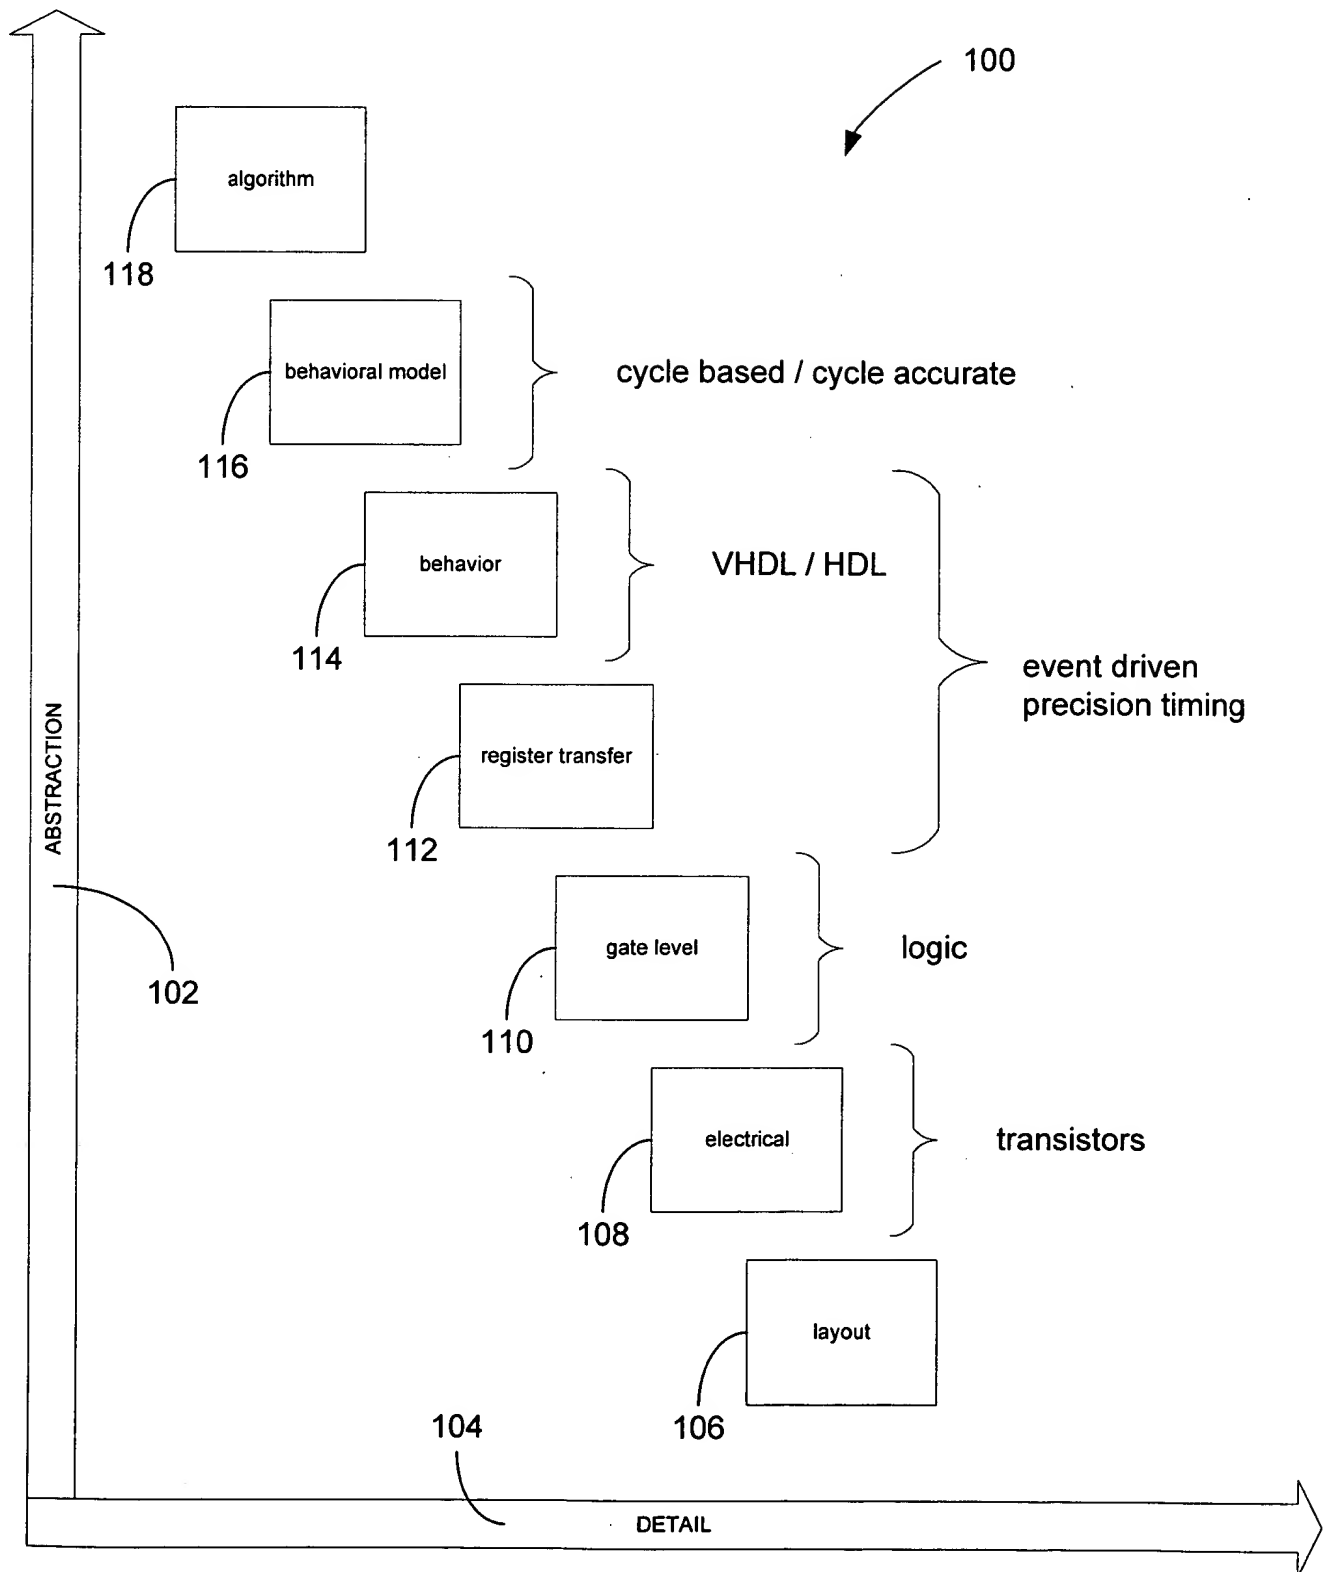 100
algorithm
118
behavioral model
cycle based / cycle accurate
116
behavior
VHDL / HDL
114
event driven
precision timing
register transfer
ABSTRACTION
112
gate level
logic
102
110
electrical
transistors
108
layout
106
104
DETAIL